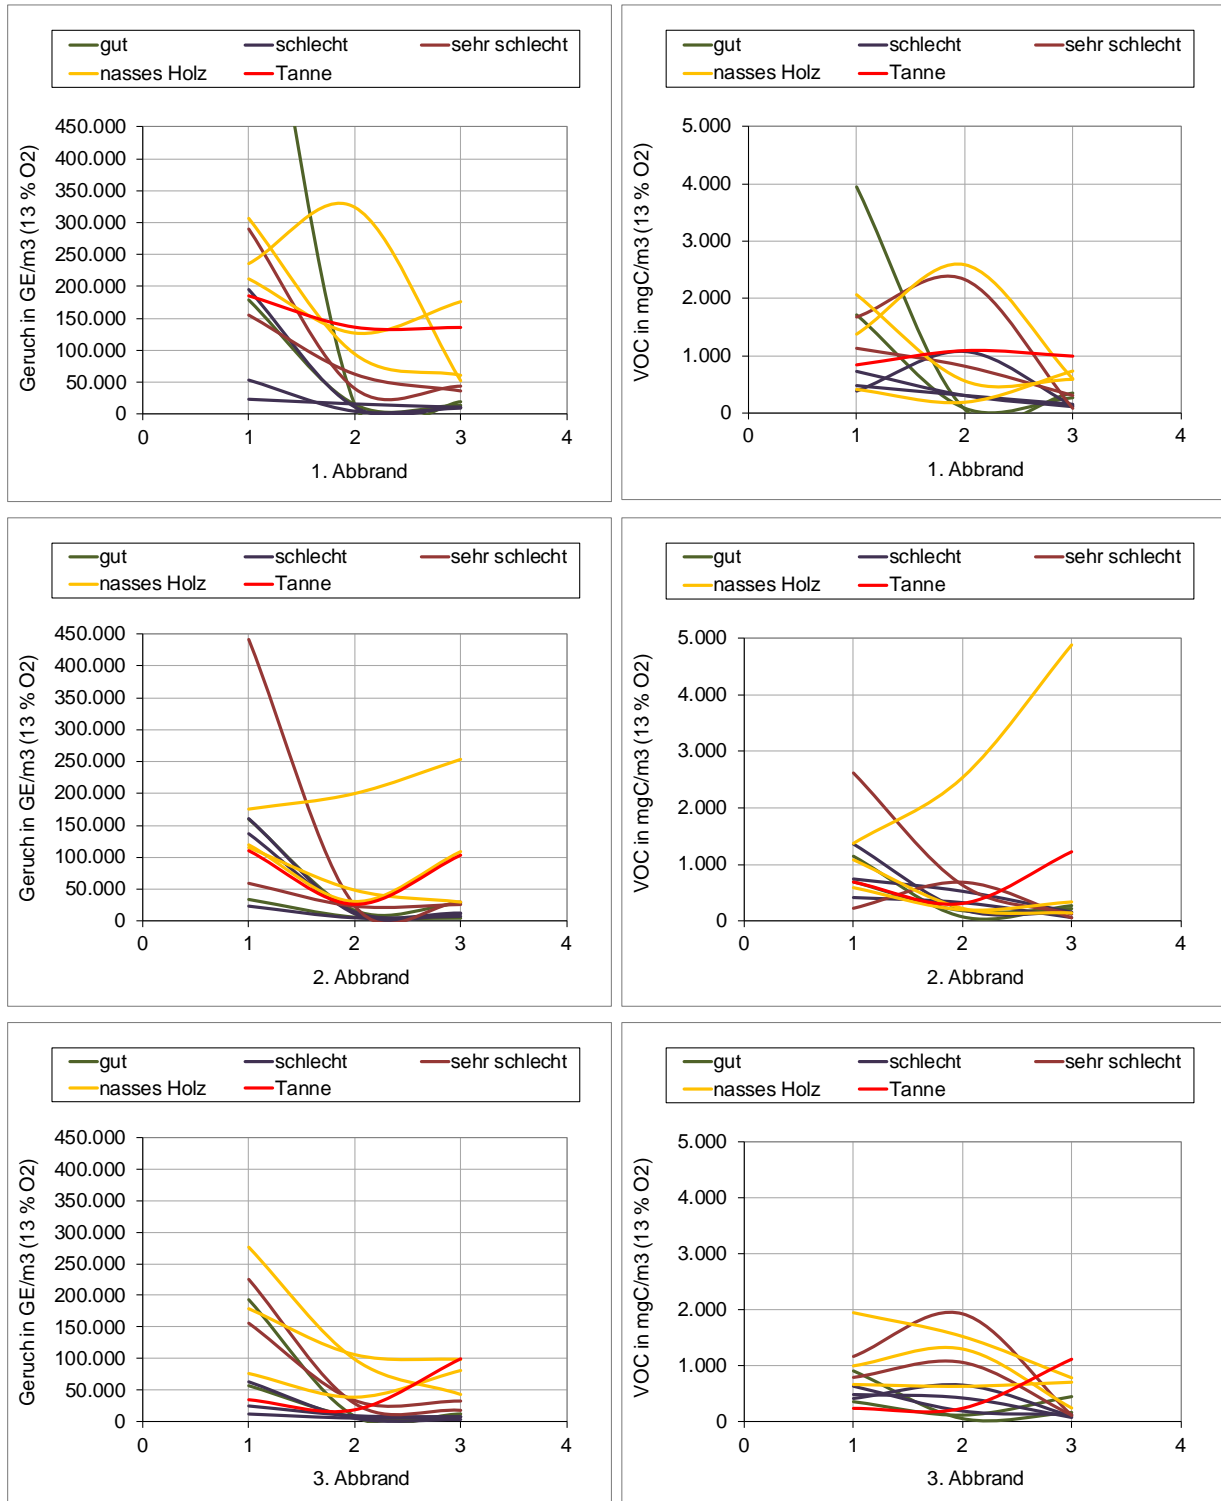 gut schlecht sehr schlecht
nasses Holz Tanne
Geruch in GE/m3 (13 % O2)
450.000
400.000
350.000
300.000
250.000
200.000
150.000
100.000
50.000
0
0 1 2 3 4
1. Abbrand
gut schlecht sehr schlecht
nasses Holz Tanne
VOC in mgC/m3 (13 % O2)
5.000
4.000
3.000
2.000
1.000
0
0 1 2 3 4
1. Abbrand
gut schlecht sehr schlecht
nasses Holz Tanne
Geruch in GE/m3 (13 % O2)
450.000
400.000
350.000
300.000
250.000
200.000
150.000
100.000
50.000
0
0 1 2 3 4
2. Abbrand
gut schlecht sehr schlecht
nasses Holz Tanne
VOC in mgC/m3 (13 % O2)
5.000
4.000
3.000
2.000
1.000
0
0 1 2 3 4
2. Abbrand
gut schlecht sehr schlecht
nasses Holz Tanne
Geruch in GE/m3 (13 % O2)
450.000
400.000
350.000
300.000
250.000
200.000
150.000
100.000
50.000
0
0 1 2 3 4
3. Abbrand
gut schlecht sehr schlecht
nasses Holz Tanne
VOC in mgC/m3 (13 % O2)
5.000
4.000
3.000
2.000
1.000
0
0 1 2 3 4
3. Abbrand